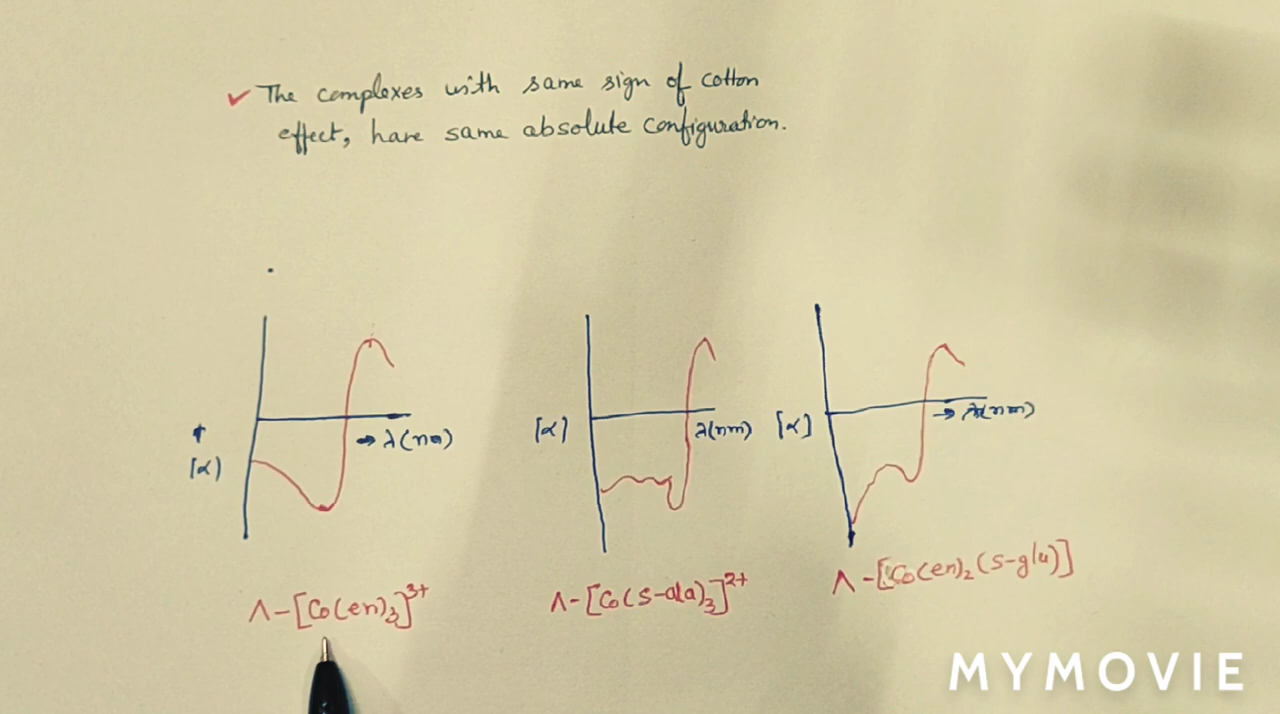 The complexes with same sign of cotton
effect, have same absolute configuration.
[α]
→ λ(nm)
[α]
λ(nm)
[α]
→ λ(nm)
Λ-[Co(en)₃]³⁺
Λ-[Co(S-ala)₃]²⁺
Λ-[Co(en)₂(S-glu)]
MYMOVIE